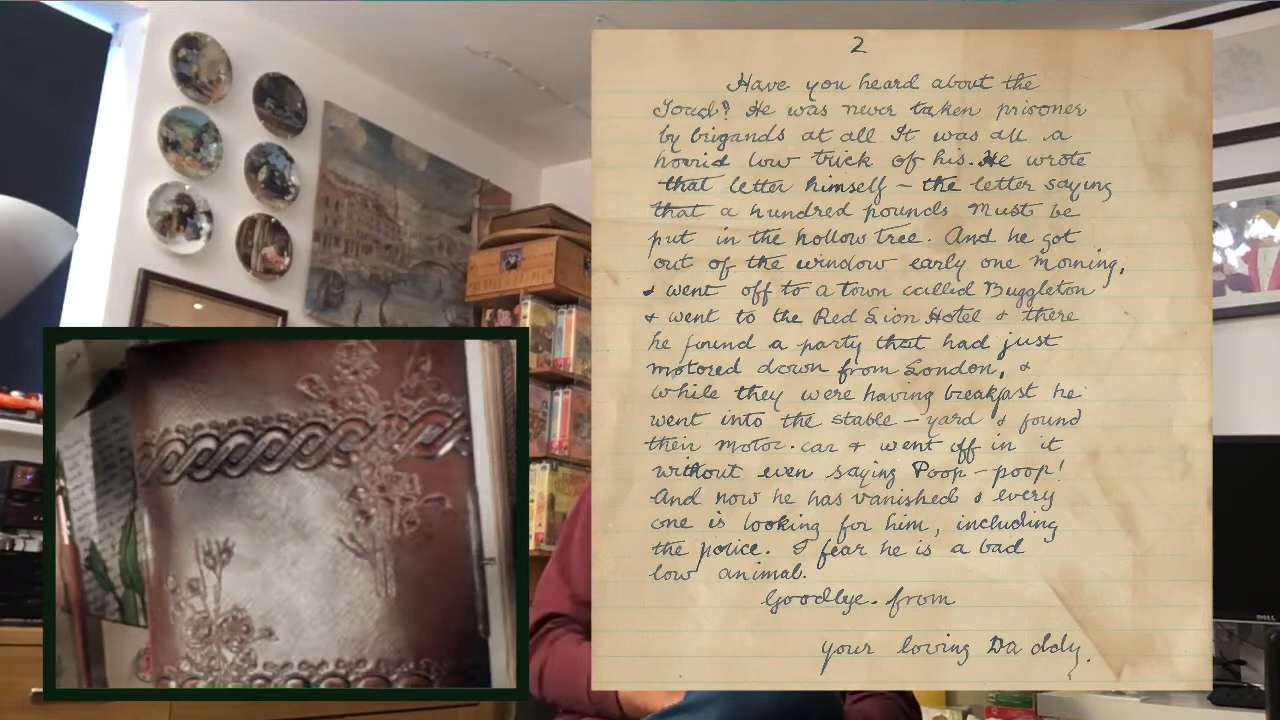 2
Have you heard about the
Toad? He was never taken prisoner
by brigands at all It was all a
horrid low trick of his. He wrote
that letter himself — the letter saying
that a hundred pounds must be
put in the hollow tree. And he got
out of the window early one morning,
& went off to a town called Buggleton
& went to the Red Lion Hotel & there
he found a party that had just
motored down from London, &
while they were having breakfast he
went into the stable – yard & found
their motor-car & went off in it
without even saying Poop – poop!
And now he has vanished & every
one is looking for him, including
the police. I fear he is a bad
low animal.
Goodbye. from
your loving Daddy.
DELL